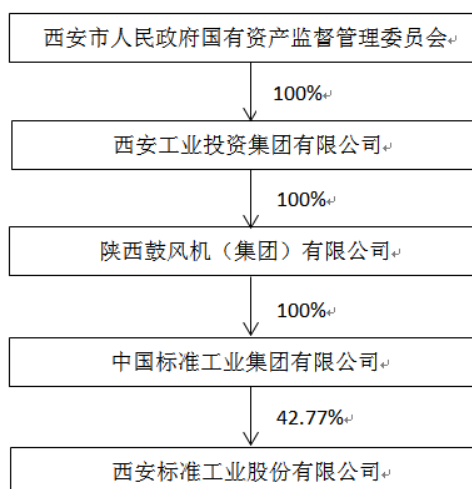 西安市人民政府国有资产监督管理委员会
100%
西安工业投资集团有限公司
100%
陕西鼓风机（集团）有限公司
100%
中国标准工业集团有限公司
42.77%
西安标准工业股份有限公司